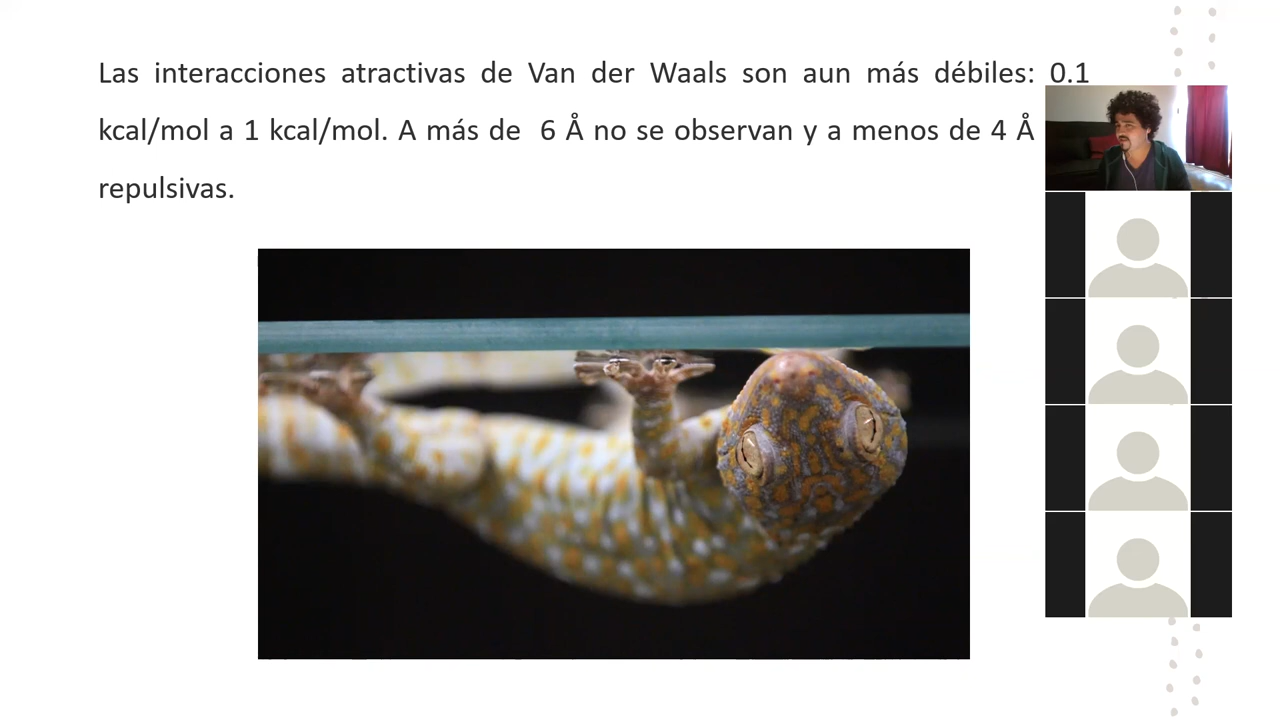 Las interacciones atractivas de Van der Waals son aun más débiles: 0.1
kcal/mol a 1 kcal/mol. A más de 6 Å no se observan y a menos de 4 Å
repulsivas.